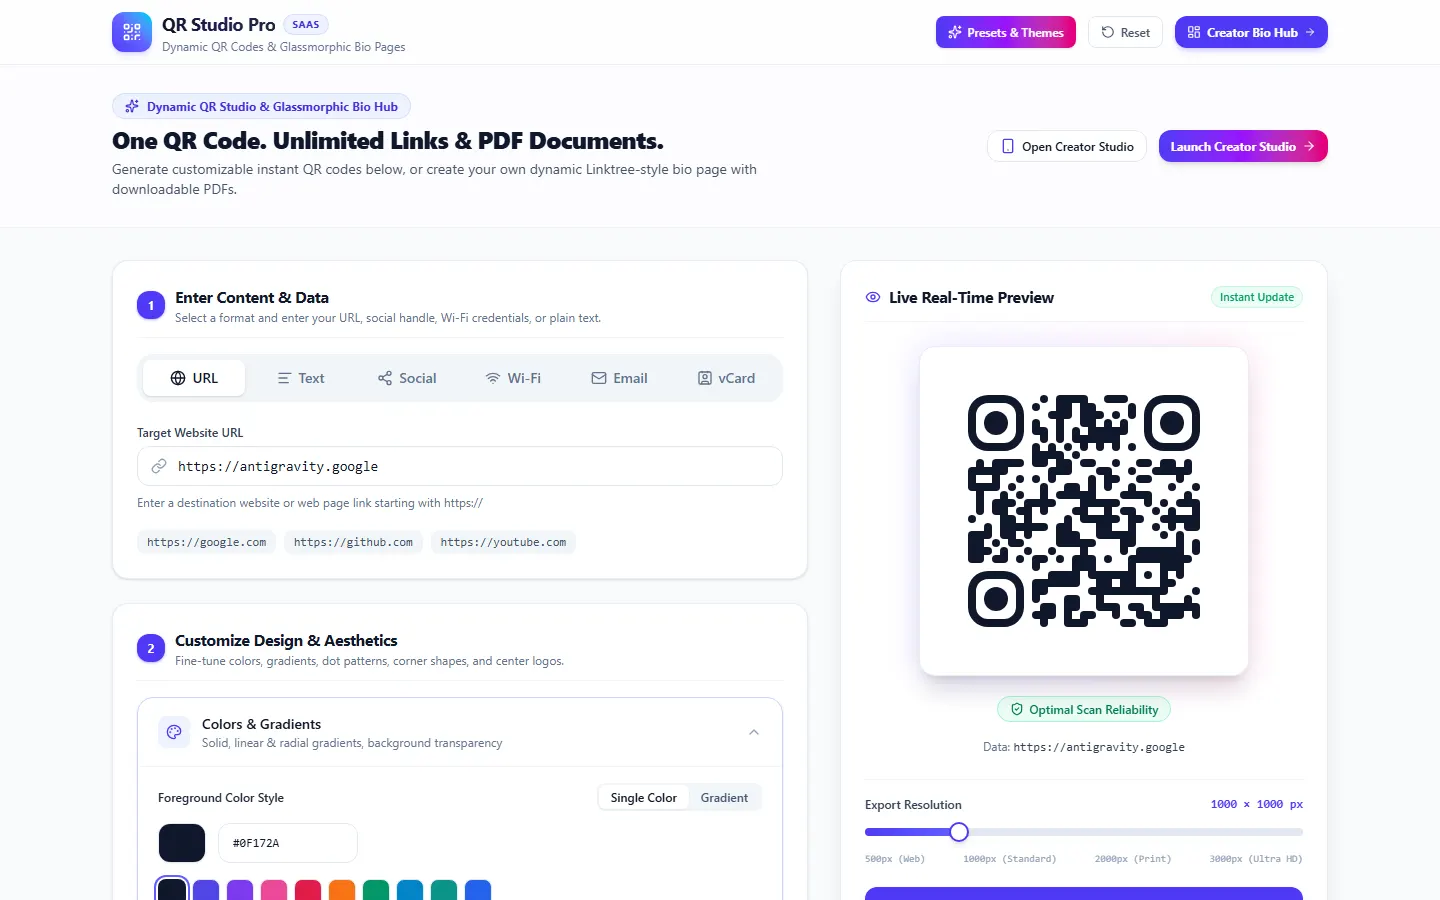 QR Studio Pro SAAS
Dynamic QR Codes & Glassmorphic Bio Pages
Presets & Themes
Reset
Creator Bio Hub
Dynamic QR Studio & Glassmorphic Bio Hub
One QR Code. Unlimited Links & PDF Documents.
Generate customizable instant QR codes below, or create your own dynamic Linktree-style bio page with
downloadable PDFs.
Open Creator Studio
Launch Creator Studio
1
Enter Content & Data
Select a format and enter your URL, social handle, Wi-Fi credentials, or plain text.
URL
Text
Social
Wi-Fi
Email
vCard
Target Website URL
https://antigravity.google
Enter a destination website or web page link starting with https://
https://google.com
https://github.com
https://youtube.com
2
Customize Design & Aesthetics
Fine-tune colors, gradients, dot patterns, corner shapes, and center logos.
Colors & Gradients
Solid, linear & radial gradients, background transparency
Foreground Color Style
Single Color
Gradient
#0F172A
Live Real-Time Preview
Instant Update
Optimal Scan Reliability
Data: https://antigravity.google
Export Resolution
1000 × 1000 px
500px (Web)
1000px (Standard)
2000px (Print)
3000px (Ultra HD)